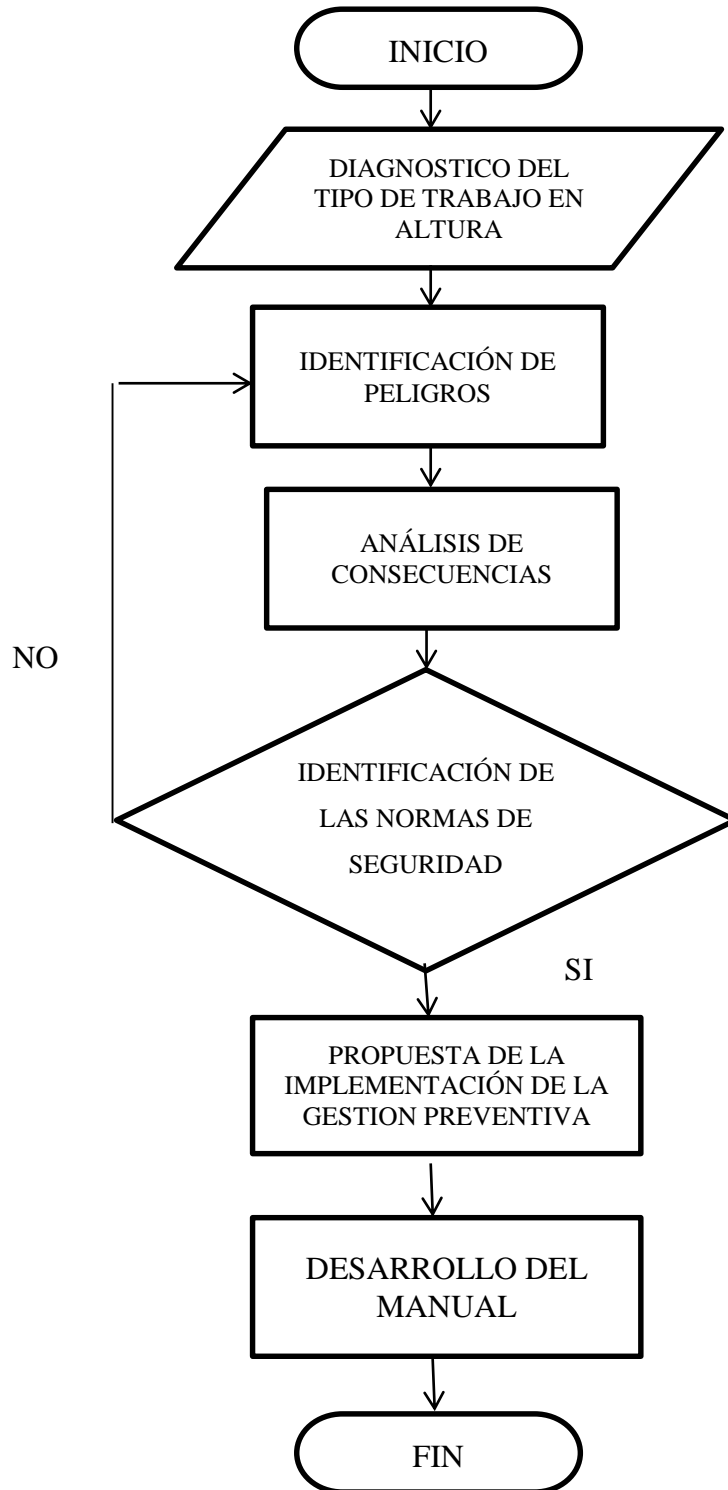 INICIO
DIAGNOSTICO DEL
TIPO DE TRABAJO EN
ALTURA
IDENTIFICACIÓN DE
PELIGROS
ANÁLISIS DE
CONSECUENCIAS
NO
IDENTIFICACIÓN DE
LAS NORMAS DE
SEGURIDAD
SI
PROPUESTA DE LA
IMPLEMENTACIÓN DE LA
GESTION PREVENTIVA
DESARROLLO DEL
MANUAL
FIN